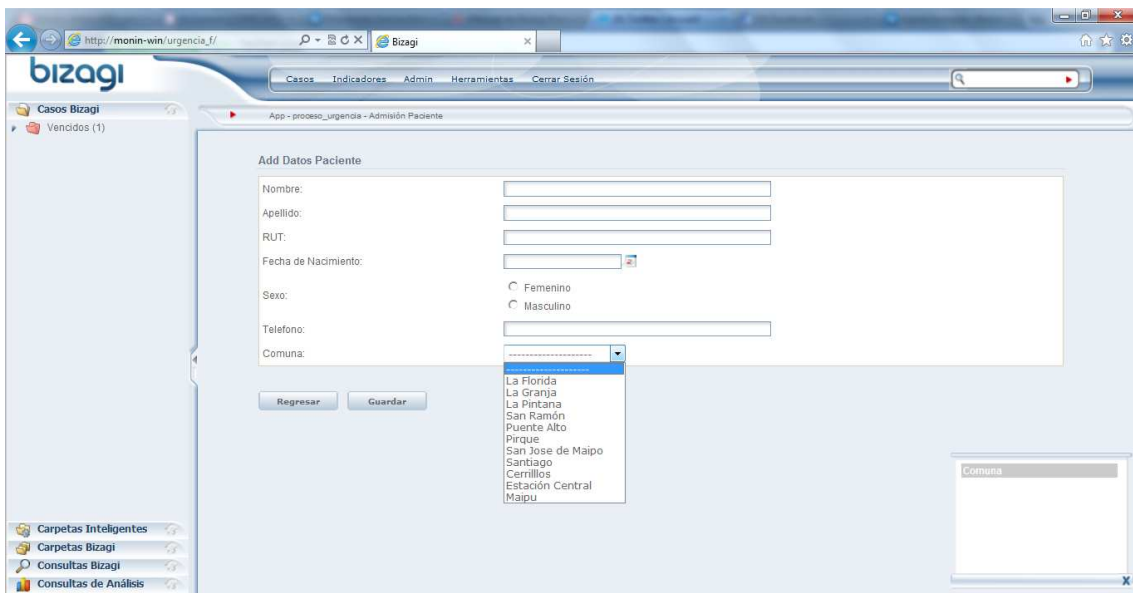 http://monin-win/urgencia_f/
Bizagi
bizagi
Casos Indicadores Admin Herramientas Cerrar Sesión
Casos Bizagi
Vencidos (1)
App - proceso_urgencia - Admisión Paciente
Add Datos Paciente
Nombre:
Apellido:
RUT:
Fecha de Nacimiento:
Sexo:
Femenino
Masculino
Telefono:
Comuna:
--------------------
--------------------
La Florida
La Granja
La Pintana
San Ramón
Puente Alto
Pirque
San Jose de Maipo
Santiago
Cerrilllos
Estación Central
Maipu
Regresar Guardar
Comuna
X
Carpetas Inteligentes
Carpetas Bizagi
Consultas Bizagi
Consultas de Análisis